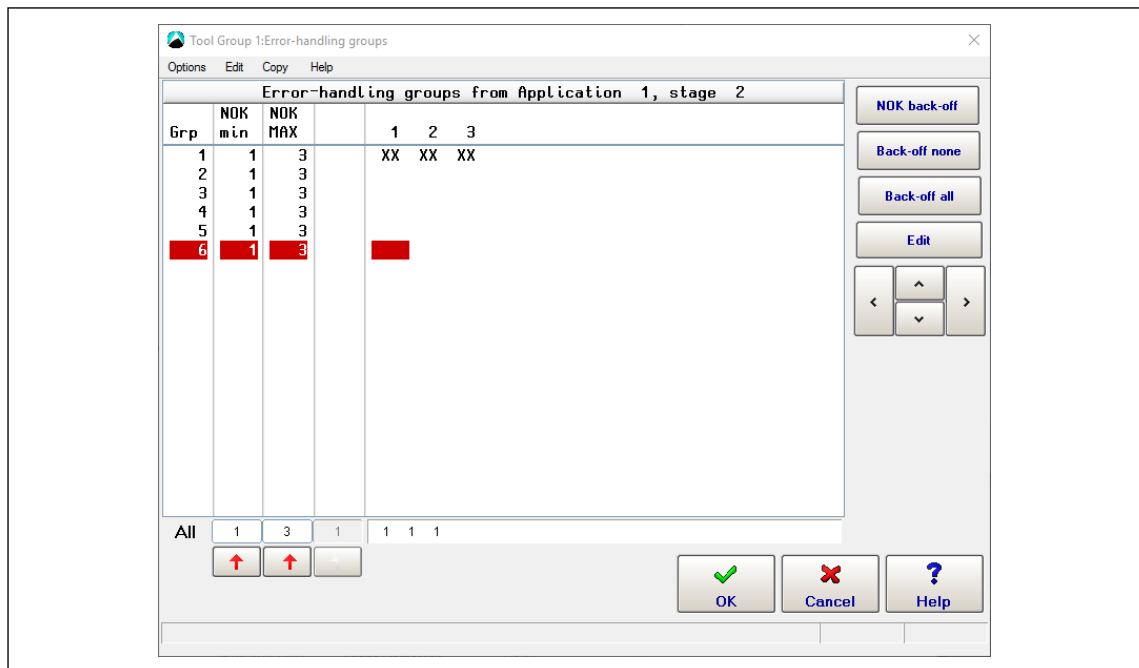 Tool Group 1:Error-handling groups
Options Edit Copy Help
Error-handling groups from Application 1, stage 2
NOK NOK
Grp min MAX 1 2 3
1 1 3 XX XX XX
2 1 3
3 1 3
4 1 3
5 1 3
6 1 3
All 1 3 1 1 1 1
NOK back-off
Back-off none
Back-off all
Edit
OK Cancel Help